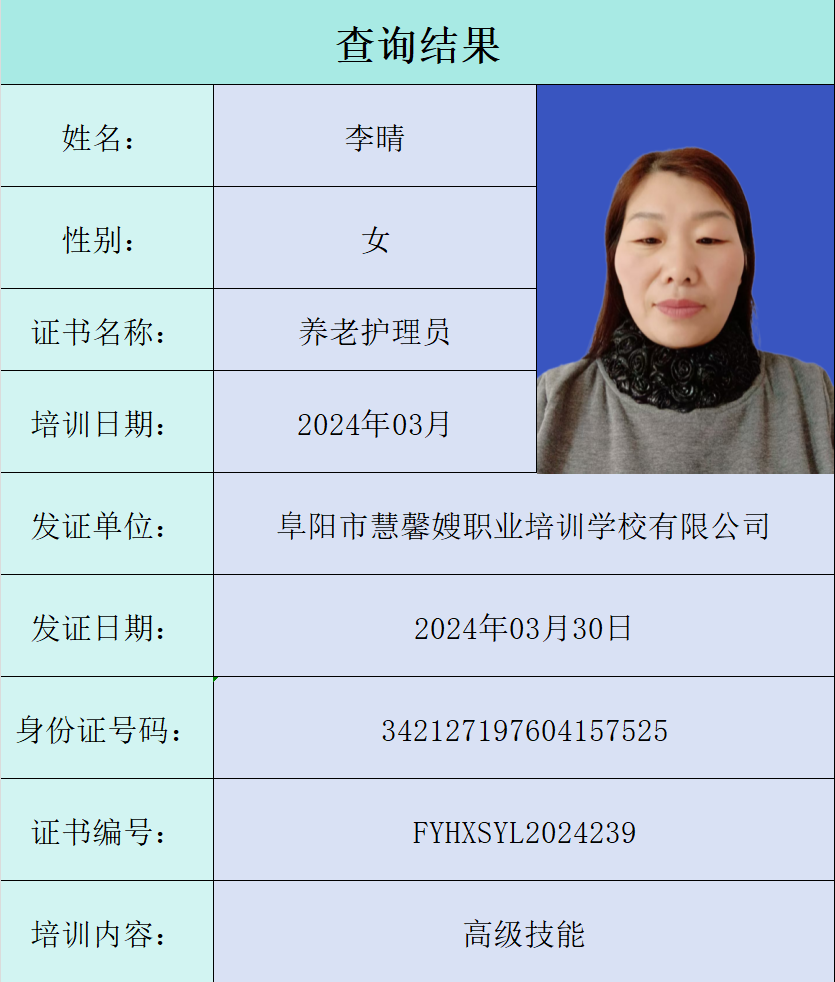 查询结果
姓名： 李晴
性别： 女
证书名称： 养老护理员
培训日期： 2024年03月
发证单位： 阜阳市慧馨嫂职业培训学校有限公司
发证日期： 2024年03月30日
身份证号码： 342127197604157525
证书编号： FYHXSYL2024239
培训内容： 高级技能